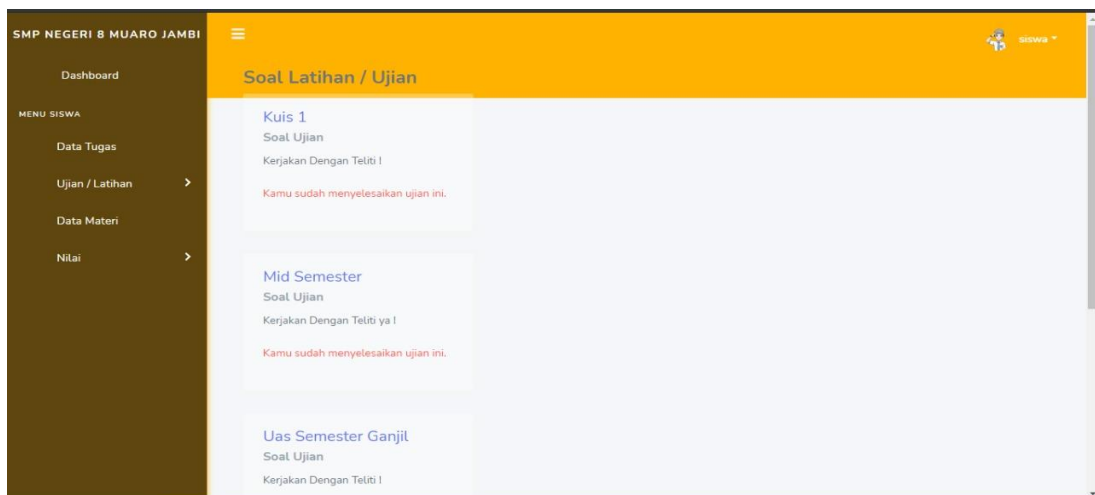 SMP NEGERI 8 MUARO JAMBI
siswa
Dashboard
Soal Latihan / Ujian
MENU SISWA
Data Tugas
Ujian / Latihan
Data Materi
Nilai
Kuis 1
Soal Ujian
Kerjakan Dengan Teliti !
Kamu sudah menyelesaikan ujian ini.
Mid Semester
Soal Ujian
Kerjakan Dengan Teliti ya !
Kamu sudah menyelesaikan ujian ini.
Uas Semester Ganjil
Soal Ujian
Kerjakan Dengan Teliti !